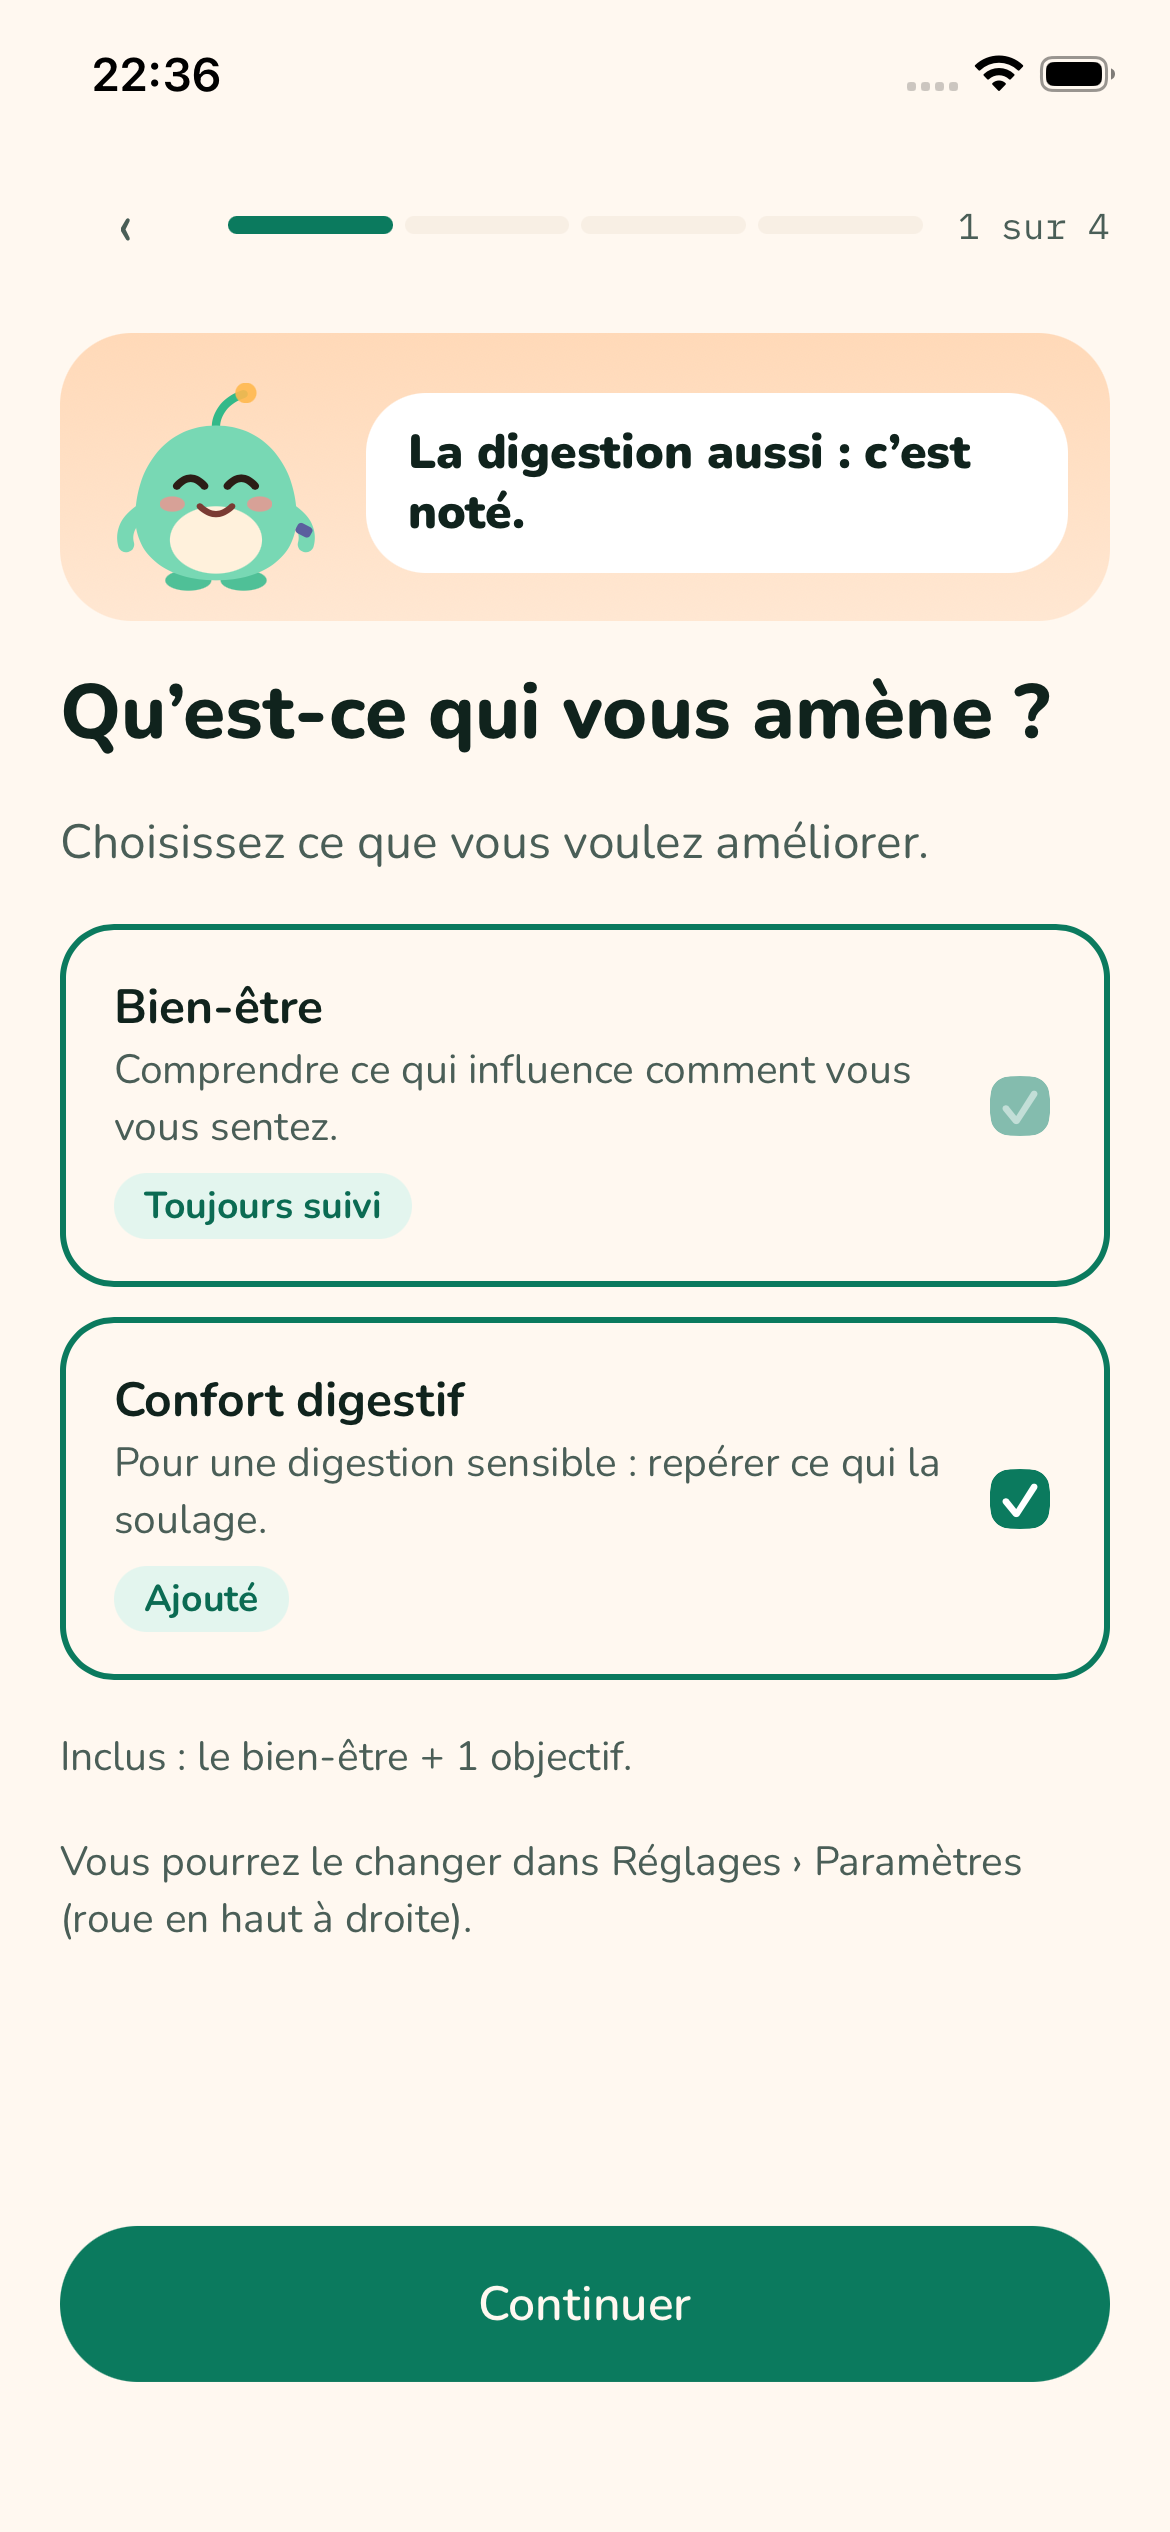 22:36
1 sur 4
La digestion aussi : c’est
noté.
Qu’est-ce qui vous amène ?
Choisissez ce que vous voulez améliorer.
Bien-être
Comprendre ce qui influence comment vous
vous sentez.
Toujours suivi
Confort digestif
Pour une digestion sensible : repérer ce qui la
soulage.
Ajouté
Inclus : le bien-être + 1 objectif.
Vous pourrez le changer dans Réglages › Paramètres
(roue en haut à droite).
Continuer